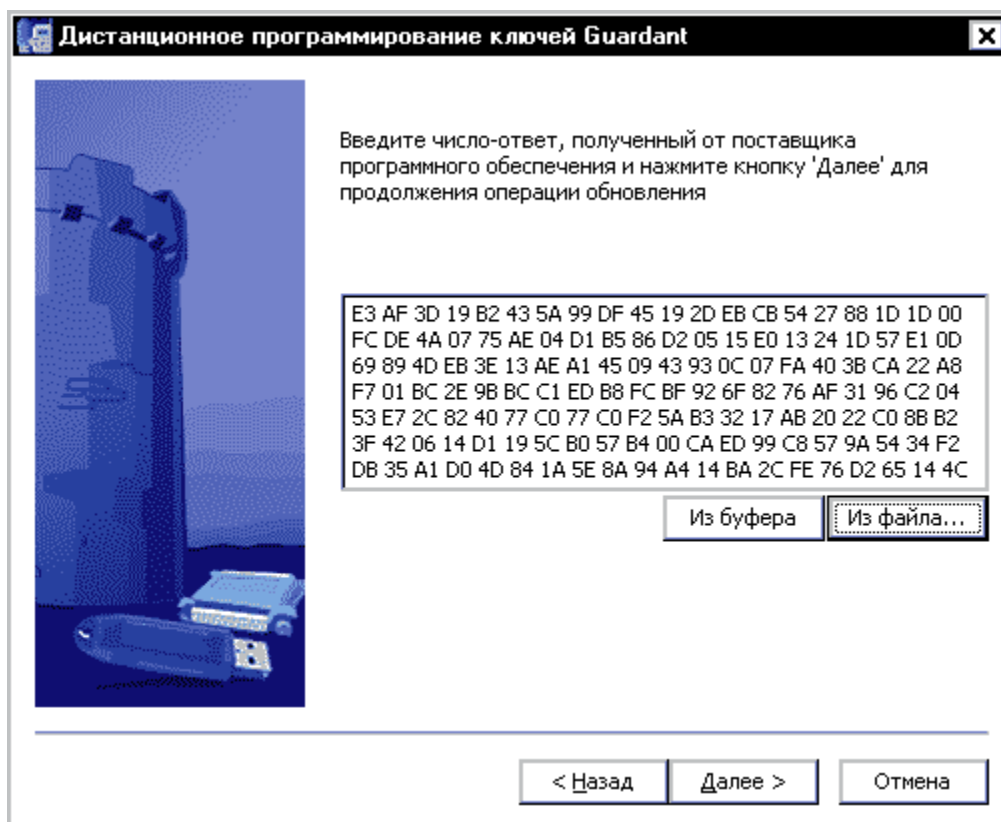 Дистанционное программирование ключей Guardant
Введите число-ответ, полученный от поставщика
программного обеспечения и нажмите кнопку 'Далее' для
продолжения операции обновления
E3 AF 3D 19 B2 43 5A 99 DF 45 19 2D EB CB 54 27 88 1D 1D 00
FC DE 4A 07 75 AE 04 D1 B5 86 D2 05 15 E0 13 24 1D 57 E1 0D
69 89 4D EB 3E 13 AE A1 45 09 43 93 0C 07 FA 40 3B CA 22 A8
F7 01 BC 2E 9B BC C1 ED B8 FC BF 92 6F 82 76 AF 31 96 C2 04
53 E7 2C 82 40 77 C0 77 C0 F2 5A B3 32 17 AB 20 22 C0 8B B2
3F 42 06 14 D1 19 5C B0 57 B4 00 CA ED 99 C8 57 9A 54 34 F2
DB 35 A1 D0 4D 84 1A 5E 8A 94 A4 14 BA 2C FE 76 D2 65 14 4C
Из буфера Из файла...
< Назад Далее > Отмена